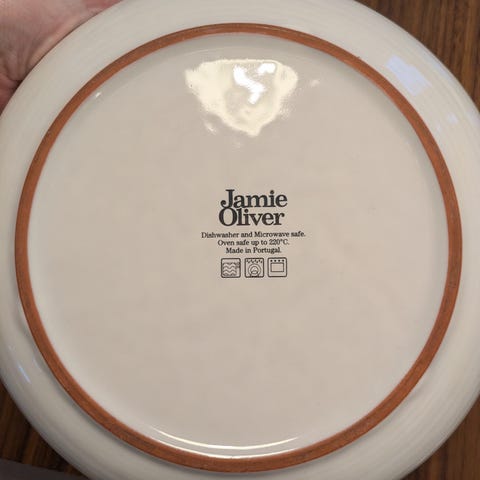 Jamie
Oliver
Dishwasher and Microwave safe.
Oven safe up to 220°C.
Made in Portugal.